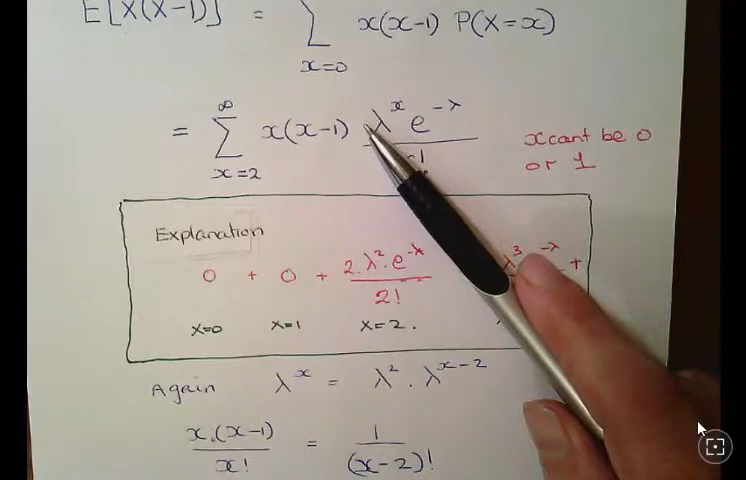 E[X(X-1)] = ∑ x(x-1) P(X=x)
x=0
= ∑ x(x-1) λ^x e^-λ
∞
x=2
!
x cant be 0
or 1
Explanation
0 + 0 + 2.λ².e^-λ / 2! λ³ -λ +
x=0 x=1 x=2.
Again λ^x = λ² . λ^x-2
x.(x-1) / x! = 1 / (x-2)!